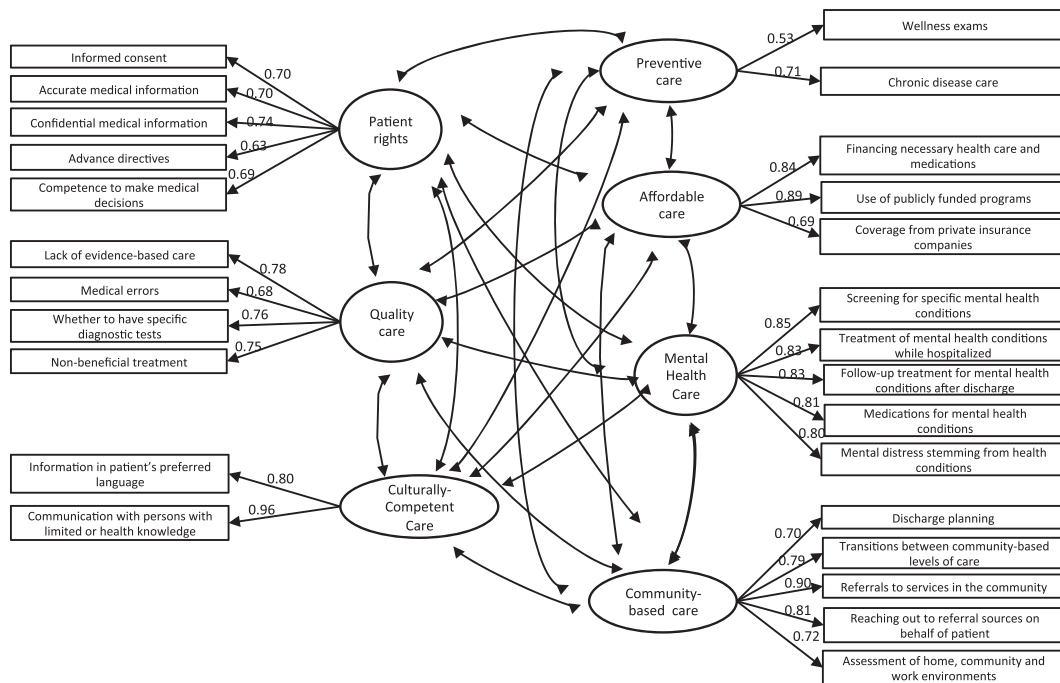 Informed consent
Accurate medical information
Confidential medical information
Advance directives
Competence to make medical
decisions
0.70
0.70
0.74
0.63
0.69
Patient
rights
Lack of evidence-based care
Medical errors
Whether to have specific
diagnostic tests
Non-beneficial treatment
0.78
0.68
0.76
0.75
Quality
care
Information in patient's preferred
language
Communication with persons with
limited or health knowledge
0.80
0.96
Culturally-
Competent
Care
Preventive
care
0.53
0.71
Wellness exams
Chronic disease care
Affordable
care
0.84
0.89
0.69
Financing necessary health care and
medications
Use of publicly funded programs
Coverage from private insurance
companies
Mental
Health
Care
0.85
0.83
0.83
0.81
0.80
Screening for specific mental health
conditions
Treatment of mental health conditions
while hospitalized
Follow-up treatment for mental health
conditions after discharge
Medications for mental health
conditions
Mental distress stemming from health
conditions
Community-
based care
0.70
0.79
0.90
0.81
0.72
Discharge planning
Transitions between community-based
levels of care
Referrals to services in the community
Reaching out to referral sources on
behalf of patient
Assessment of home, community and
work environments